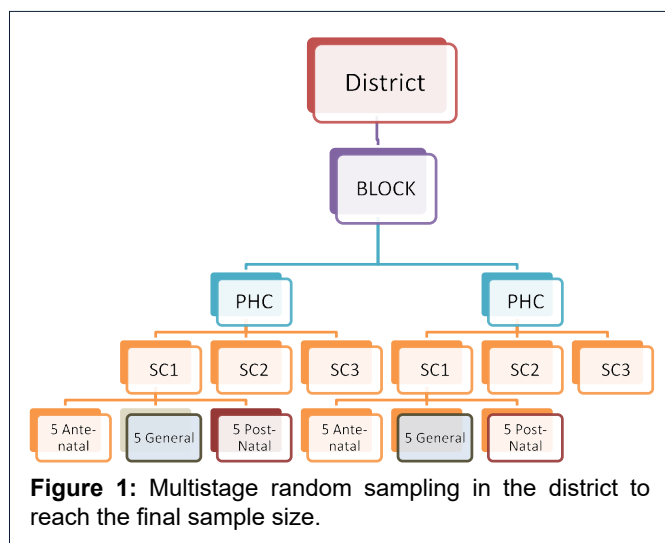 District
BLOCK
PHC PHC
SC1 SC2 SC3 SC1 SC2 SC3
5 Ante- 5 General 5 Post- 5 Ante- 5 General 5 Post-
natal Natal natal Natal
Figure 1: Multistage random sampling in the district to
reach the final sample size.